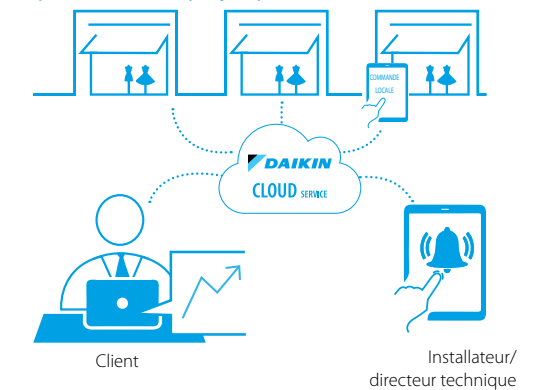 COMMANDE
LOCALE
DAIKIN
CLOUD SERVICE
Client
Installateur/
directeur technique